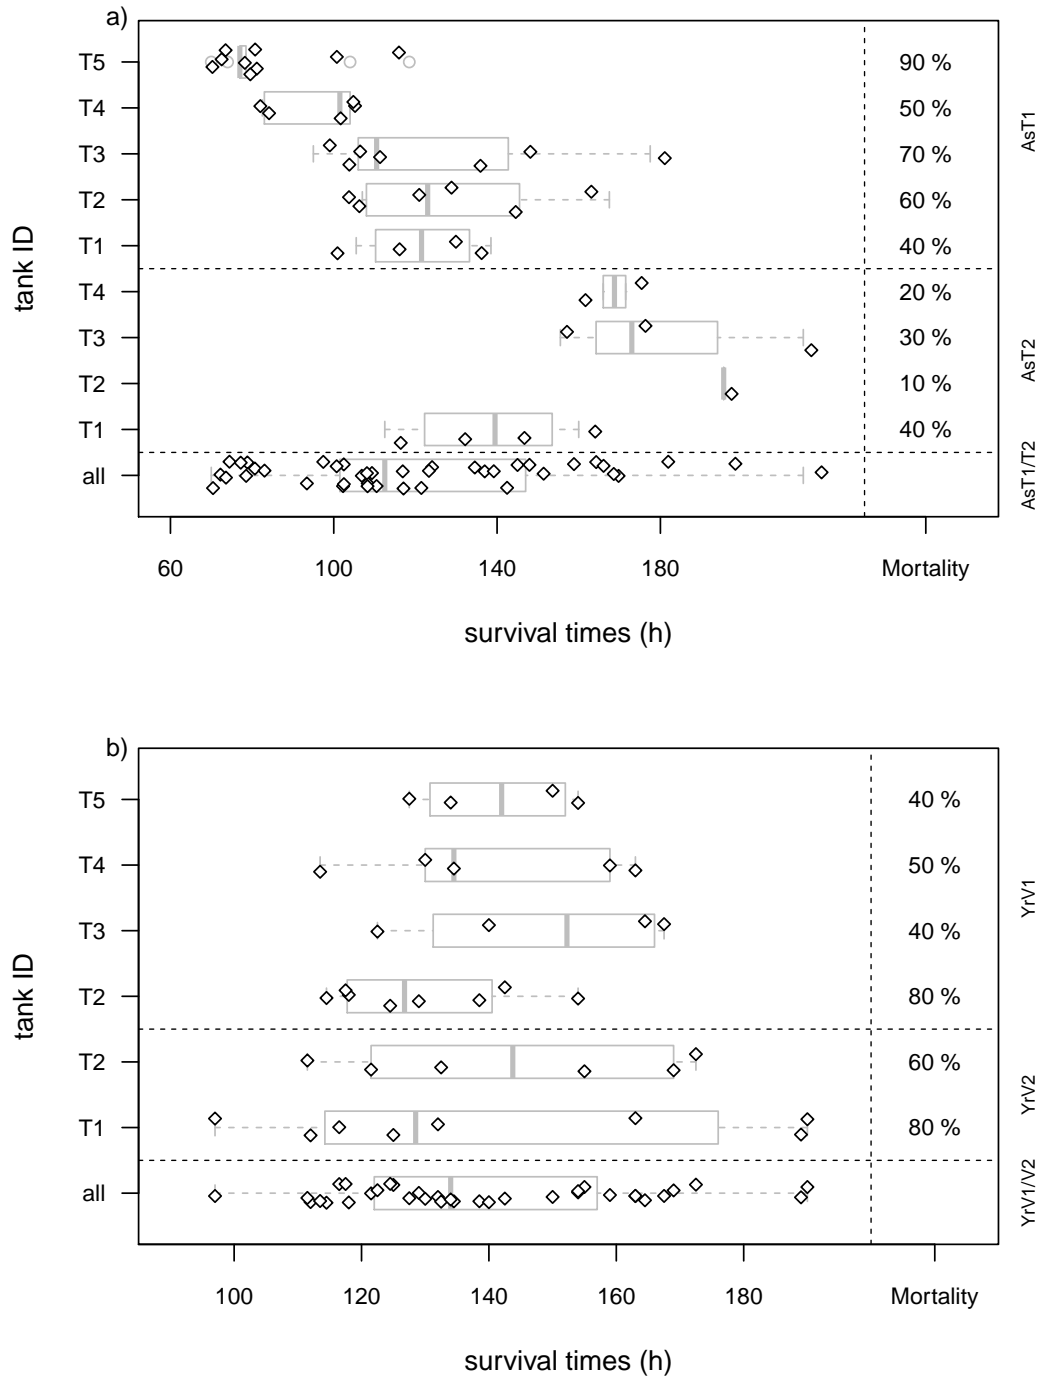 a)
T5 90 %
T4 50 %
T3 70 %
T2 60 %
T1 40 %
AsT1
T4 20 %
T3 30 %
T2 10 %
T1 40 %
AsT2
all
AsT1/T2
tank ID
60 100 140 180 Mortality
survival times (h)
b)
T5 40 %
T4 50 %
T3 40 %
T2 80 %
YrV1
T2 60 %
T1 80 %
YrV2
all
YrV1/V2
tank ID
100 120 140 160 180 Mortality
survival times (h)